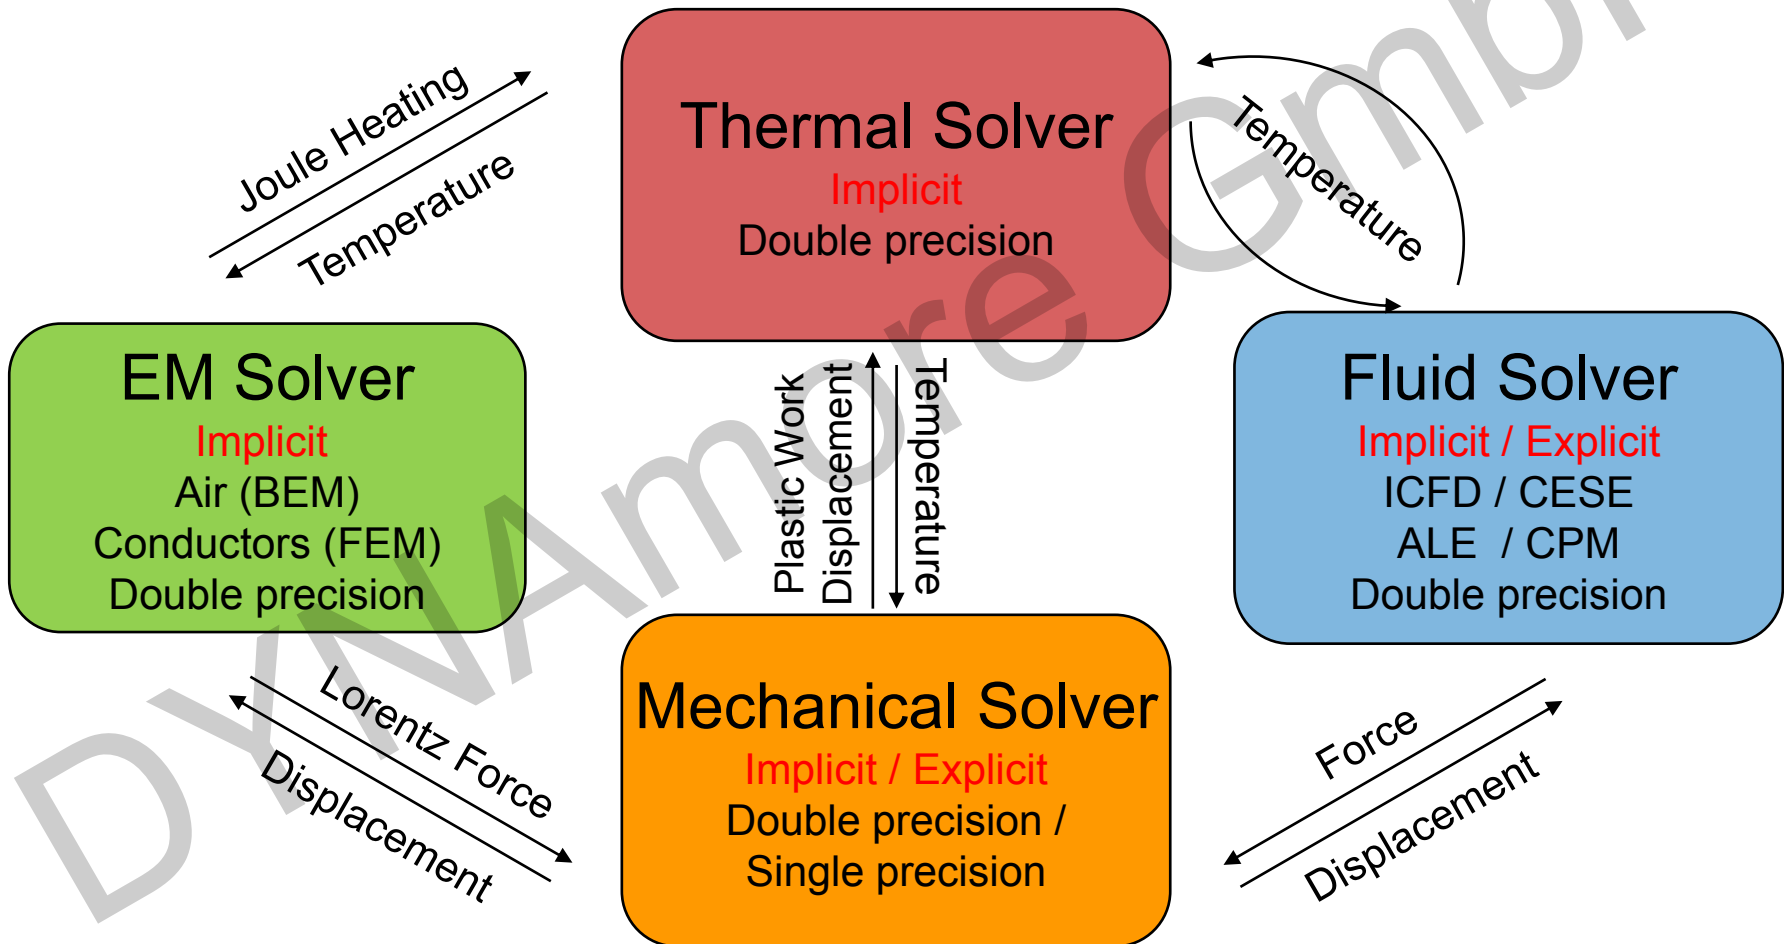 Thermal Solver
Implicit
Double precision
Joule Heating
Temperature
Temperature
EM Solver
Implicit
Air (BEM)
Conductors (FEM)
Double precision
Plastic Work
Displacement
Temperature
Fluid Solver
Implicit / Explicit
ICFD / CESE
ALE / CPM
Double precision
Lorentz Force
Displacement
Mechanical Solver
Implicit / Explicit
Double precision /
Single precision
Force
Displacement
DYNAmore GmbH